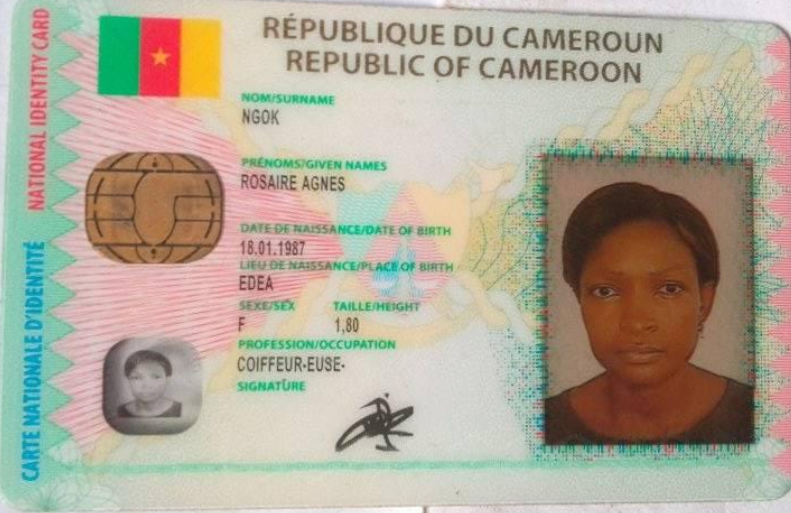 RÉPUBLIQUE DU CAMEROUN
REPUBLIC OF CAMEROON
NATIONAL IDENTITY CARD
CARTE NATIONALE D'IDENTITÉ
NOM/SURNAME
NGOK
PRÉNOMS/GIVEN NAMES
ROSAIRE AGNES
DATE DE NAISSANCE/DATE OF BIRTH
18.01.1987
LIEU DE NAISSANCE/PLACE OF BIRTH
EDEA
SEXE/SEX TAILLE/HEIGHT
F 1,80
PROFESSION/OCCUPATION
COIFFEUR-EUSE-
SIGNATURE